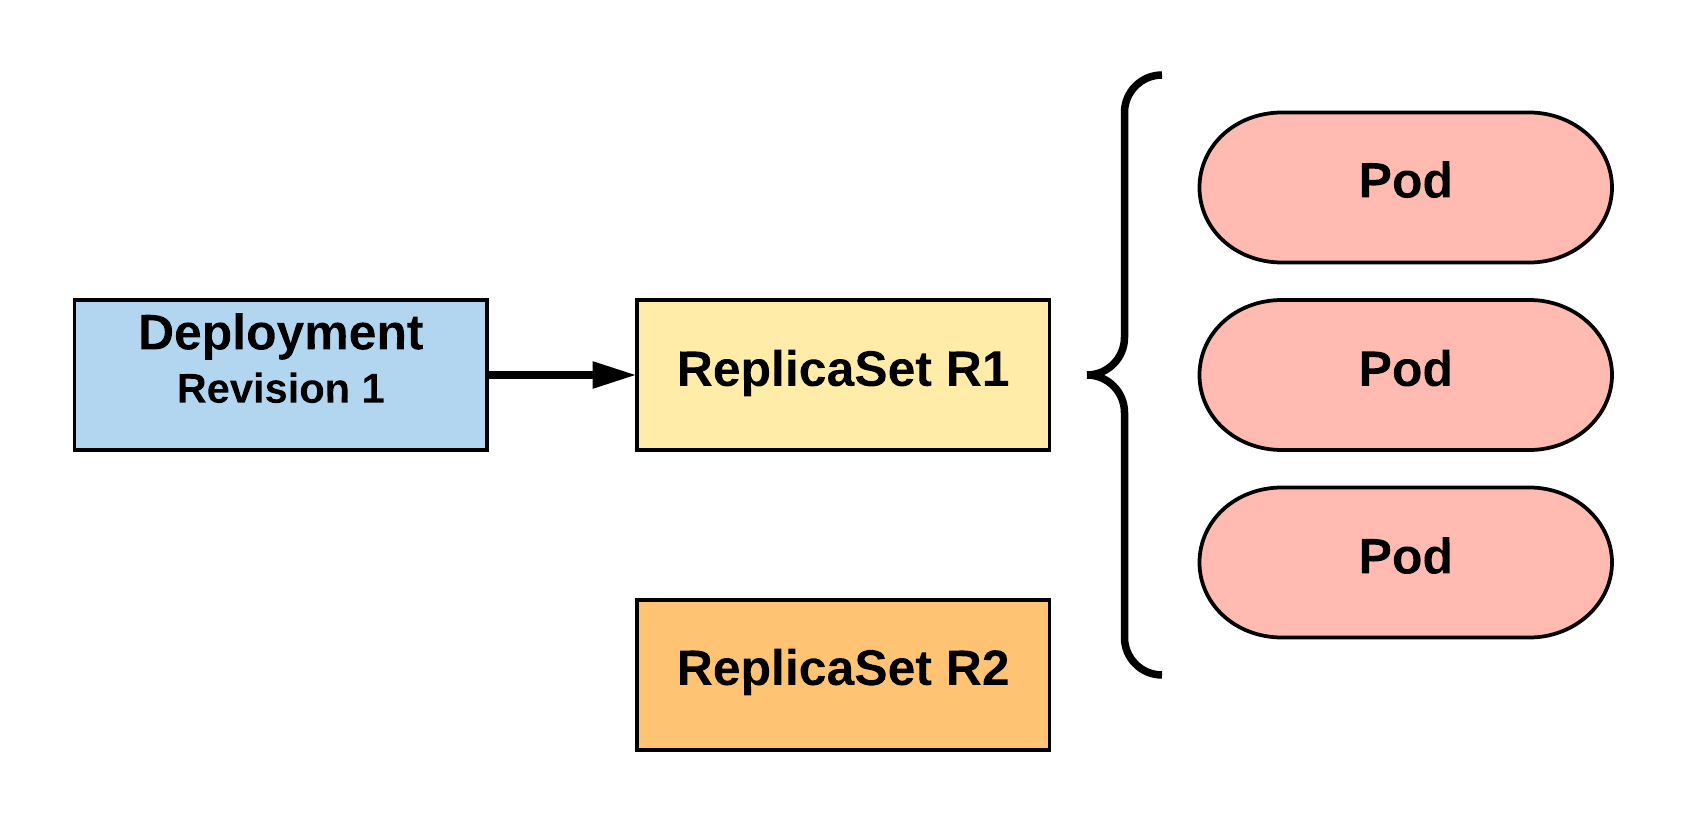 Deployment
Revision 1
ReplicaSet R1
ReplicaSet R2
Pod
Pod
Pod